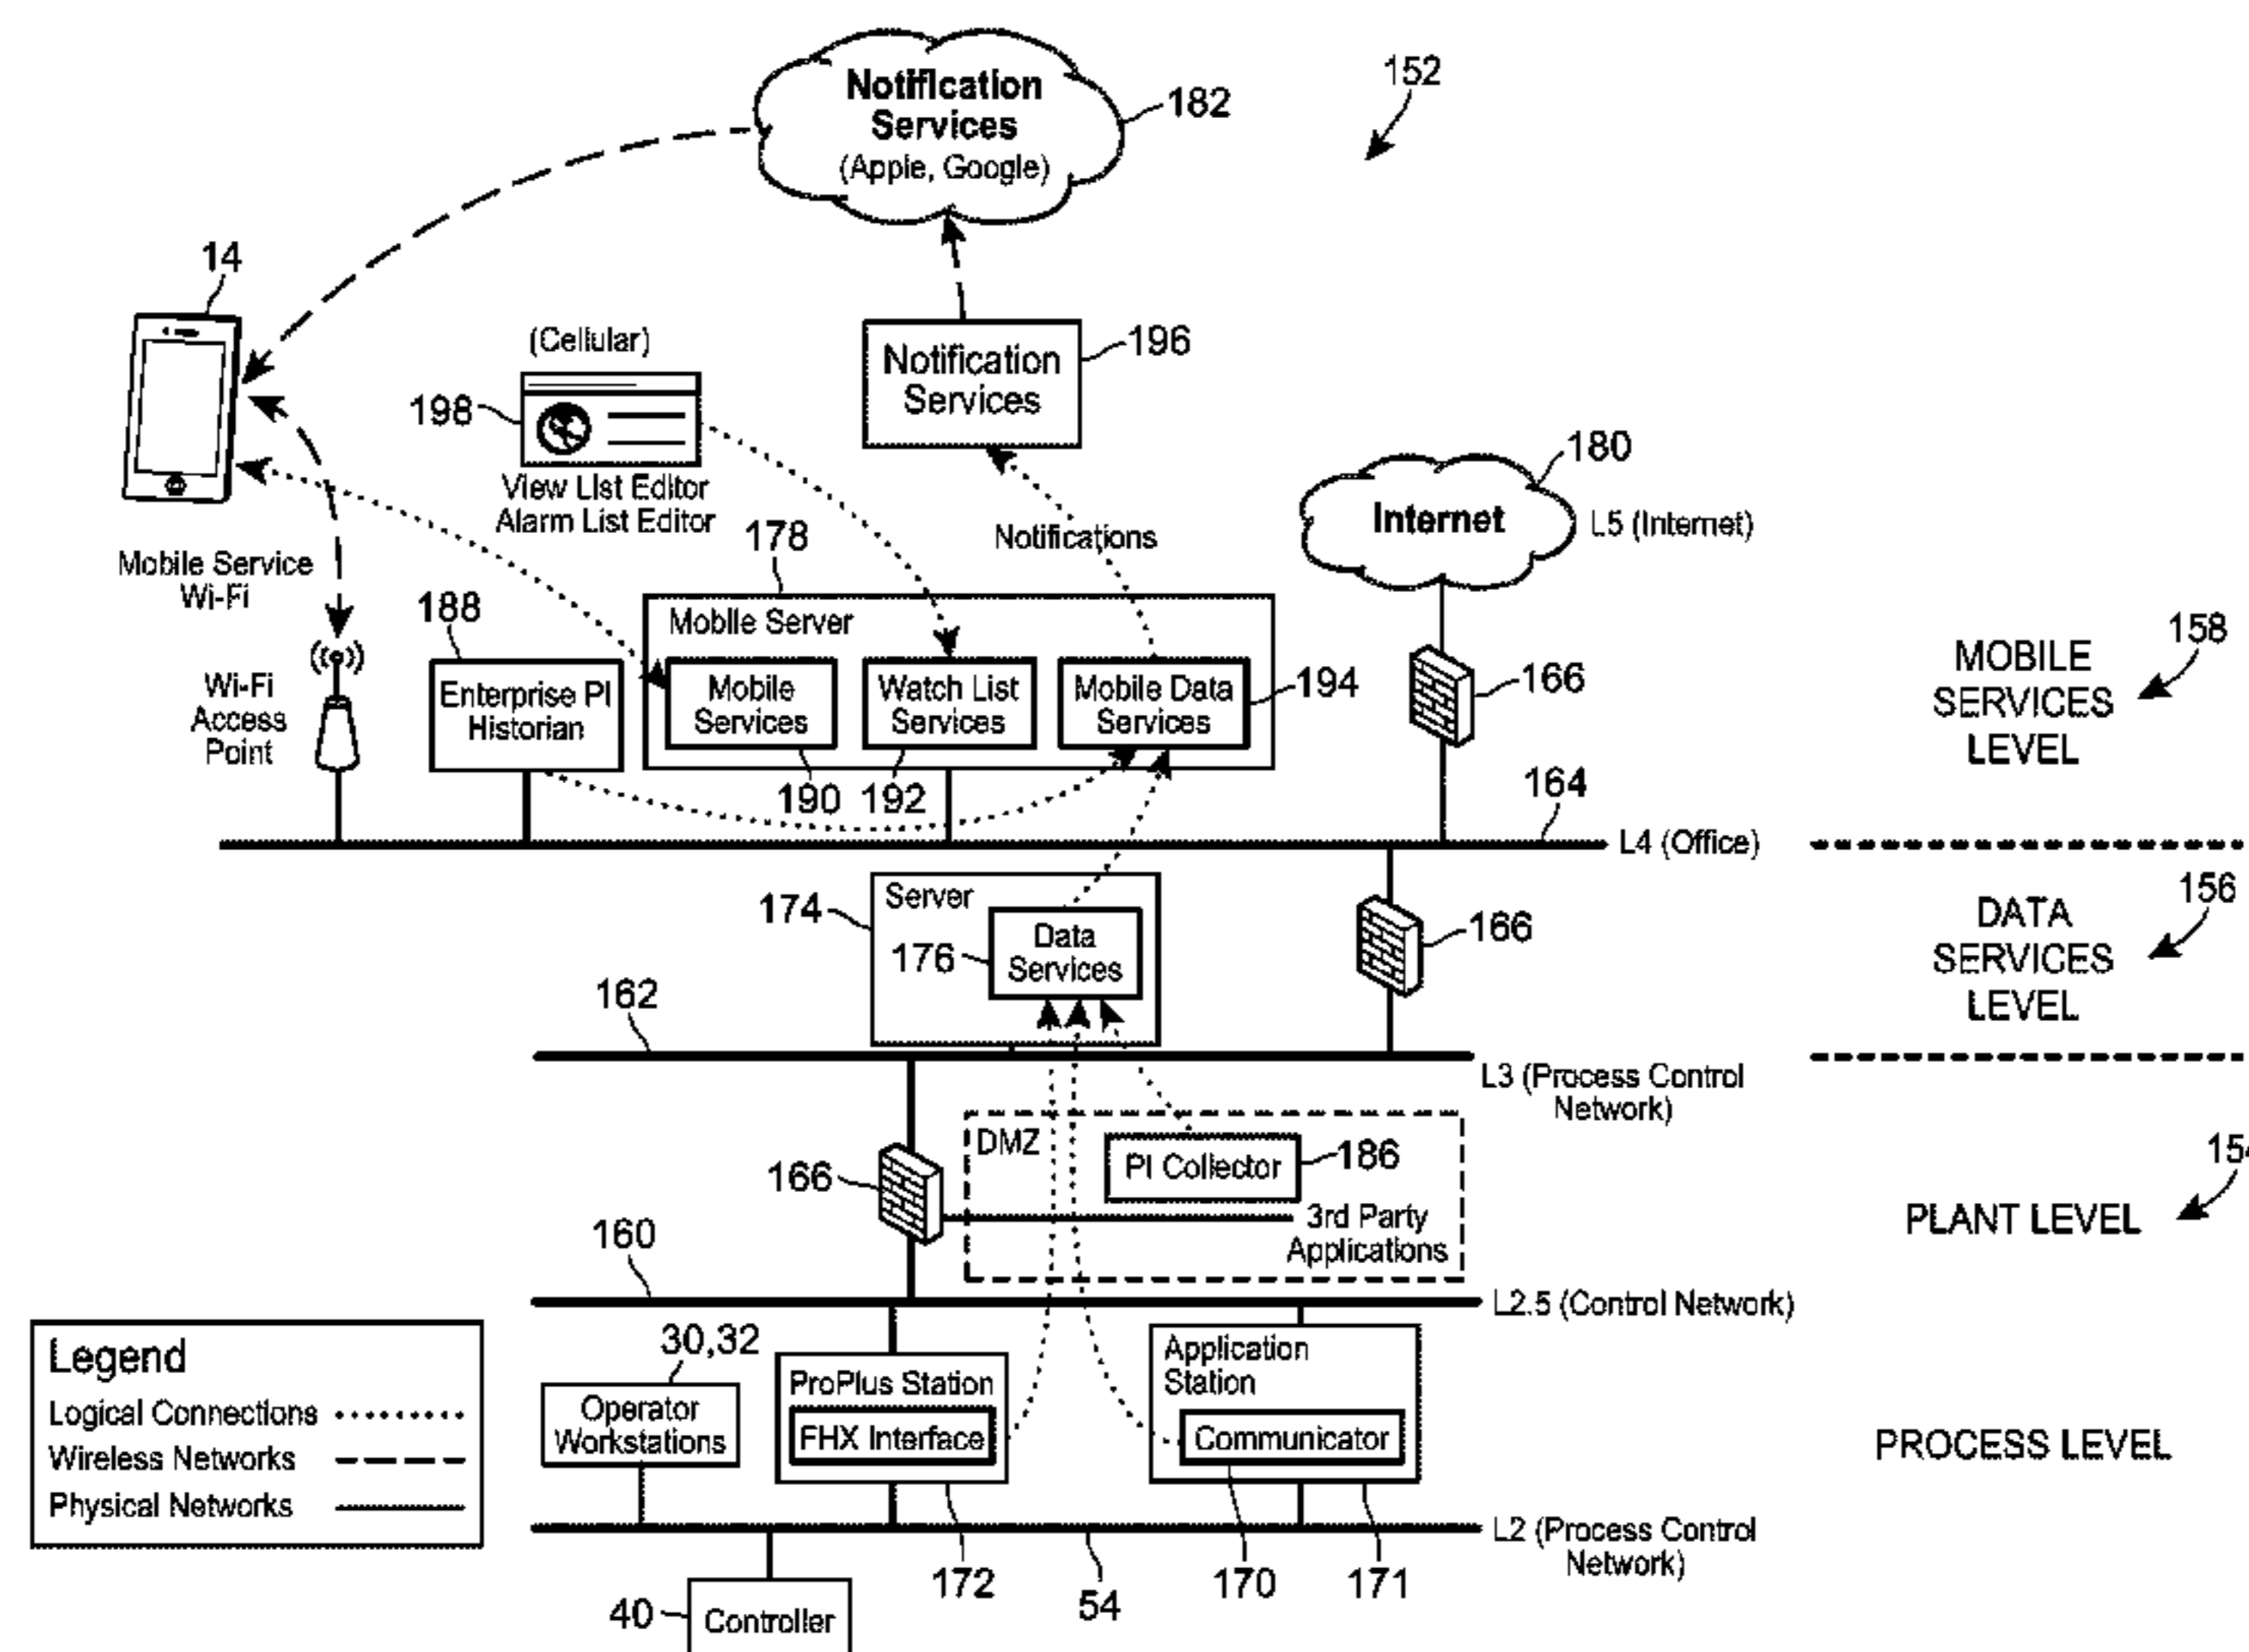 Notification
Services
(Apple, Google)
182
152
14
(Cellular)
198
View List Editor
Alarm List Editor
Notification
Services
196
180
Internet
L5 (Internet)
Notifications
Mobile Service
Wi-Fi
178
188
Mobile Server
Wi-Fi
Access
Point
Enterprise PI
Historian
Mobile
Services
Watch List
Services
Mobile Data
Services
194
166
MOBILE
SERVICES
LEVEL
158
190
192
164
L4 (Office)
174
Server
176
Data
Services
166
DATA
SERVICES
LEVEL
156
162
L3 (Process Control
Network)
DMZ
PI Collector
186
166
3rd Party
Applications
PLANT LEVEL
154
160
L2.5 (Control Network)
Legend
Logical Connections
Wireless Networks
Physical Networks
30,32
Operator
Workstations
ProPlus Station
FHX Interface
Application
Station
Communicator
PROCESS LEVEL
L2 (Process Control
Network)
172
54
170
171
40
Controller